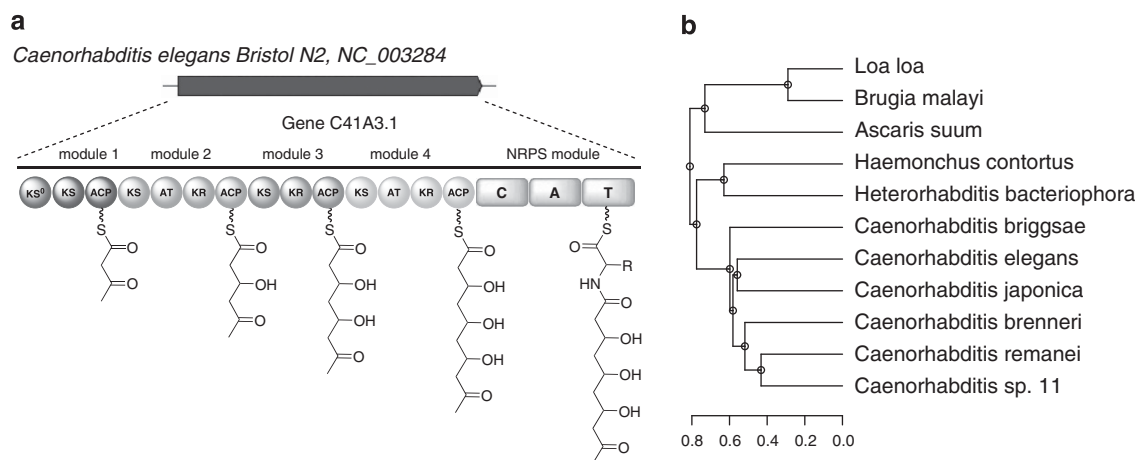 a
Caenorhabditis elegans Bristol N2, NC_003284
Gene C41A3.1
module 1 module 2 module 3 module 4 NRPS module
KS⁰ KS ACP KS AT KR ACP KS KR ACP KS AT KR ACP C A T
S S S S S
O O O O O
R
O OH OH OH HN
O
O OH OH OH
O OH OH
O OH
O
b
Loa loa
Brugia malayi
Ascaris suum
Haemonchus contortus
Heterorhabditis bacteriophora
Caenorhabditis briggsae
Caenorhabditis elegans
Caenorhabditis japonica
Caenorhabditis brenneri
Caenorhabditis remanei
Caenorhabditis sp. 11
0.8 0.6 0.4 0.2 0.0